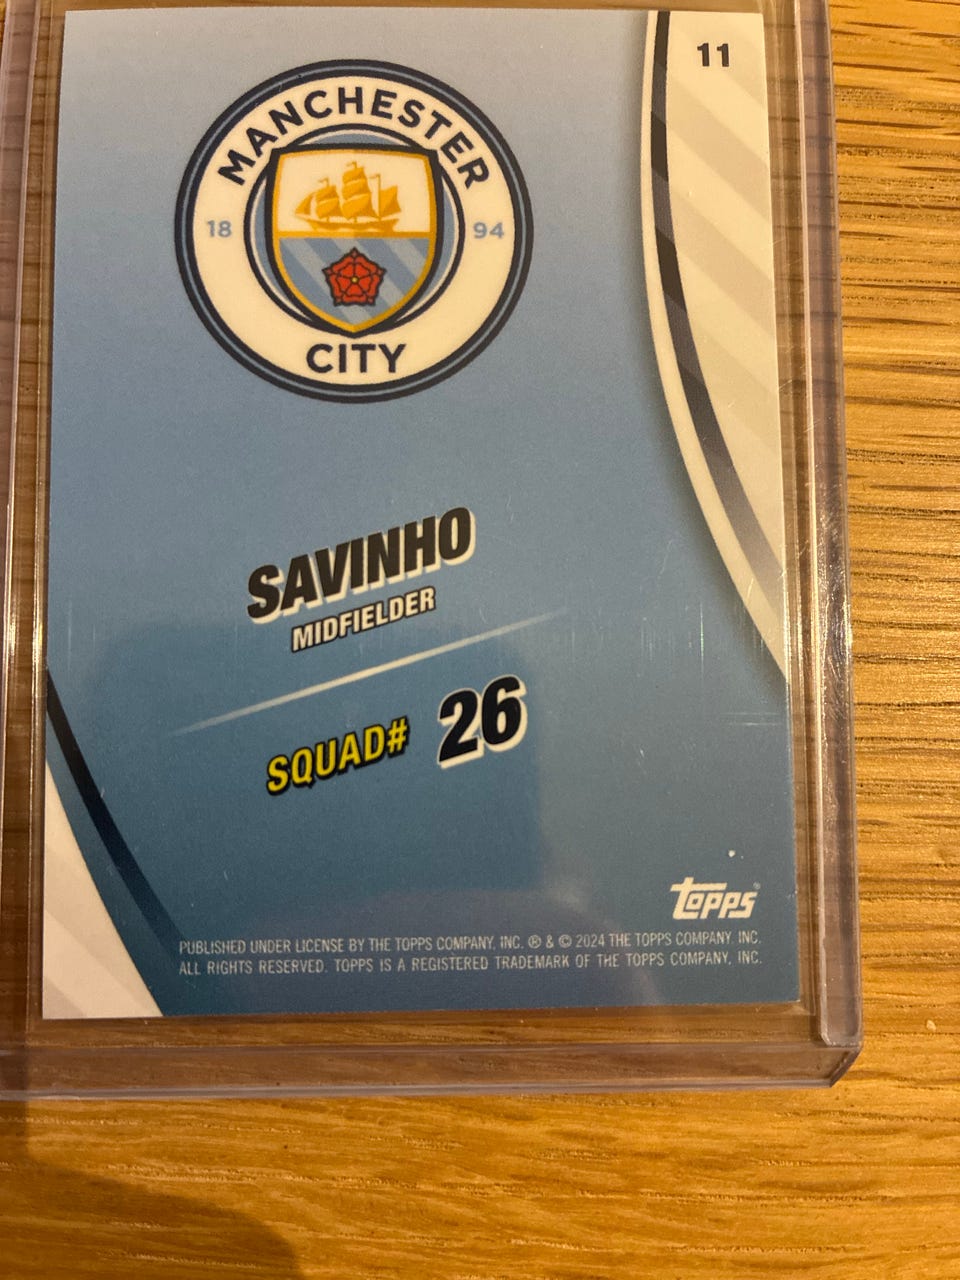 11
MANCHESTER
18 94
CITY
SAVINHO
MIDFIELDER
SQUAD# 26
topps®
PUBLISHED UNDER LICENSE BY THE TOPPS COMPANY, INC. ® & © 2024 THE TOPPS COMPANY, INC.
ALL RIGHTS RESERVED. TOPPS IS A REGISTERED TRADEMARK OF THE TOPPS COMPANY, INC.